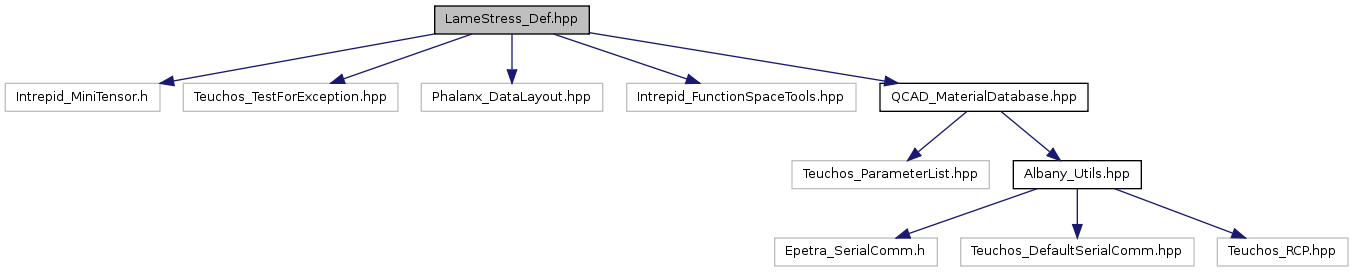 LameStress_Def.hpp
Intrepid_MiniTensor.h
Teuchos_TestForException.hpp
Phalanx_DataLayout.hpp
Intrepid_FunctionSpaceTools.hpp
QCAD_MaterialDatabase.hpp
Teuchos_ParameterList.hpp
Albany_Utils.hpp
Epetra_SerialComm.h
Teuchos_DefaultSerialComm.hpp
Teuchos_RCP.hpp